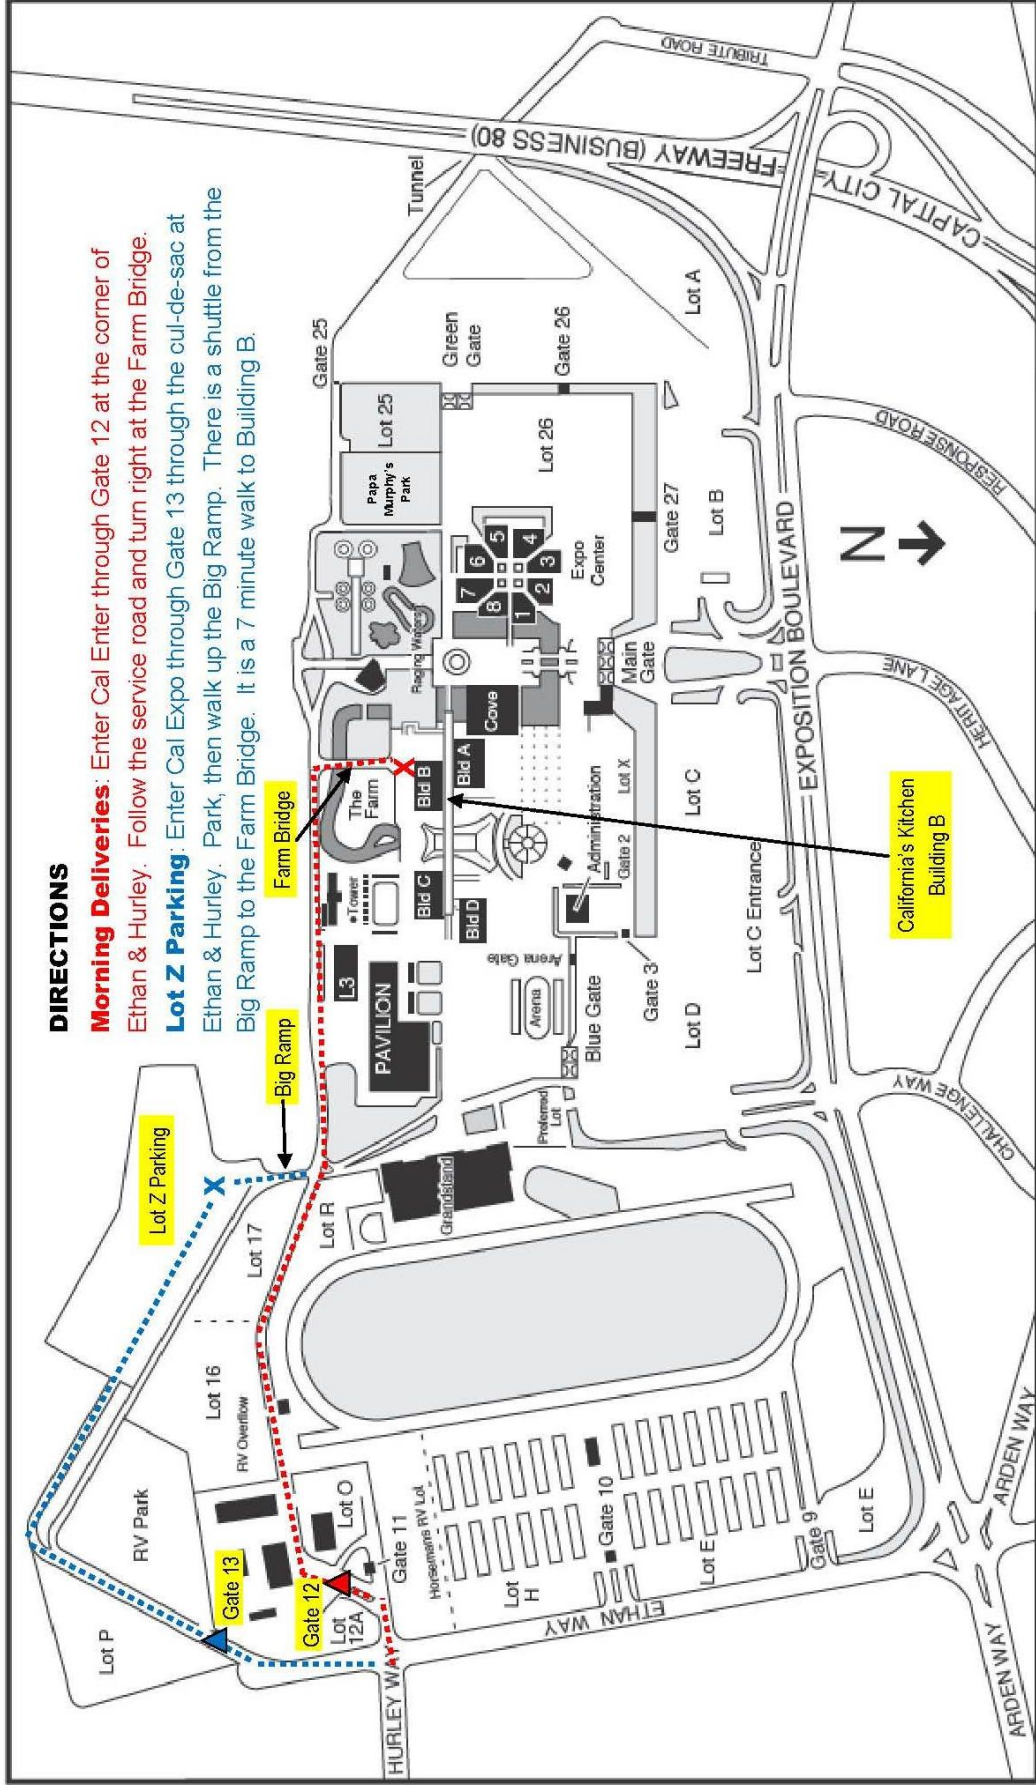 DIRECTIONS
Morning Deliveries: Enter Cal Enter through Gate 12 at the corner of
Ethan & Hurley. Follow the service road and turn right at the Farm Bridge.
Lot Z Parking: Enter Cal Expo through Gate 13 through the cul-de-sac at
Ethan & Hurley. Park, then walk up the Big Ramp. There is a shuttle from the
Big Ramp to the Farm Bridge. It is a 7 minute walk to Building B.
Lot Z Parking
X
Big Ramp
Farm Bridge
Gate 25
Tunnel
TRIBUTE ROAD
CAPITAL CITY FREEWAY (BUSINESS 80)
Lot P
RV Park
Gate 13
Lot 16
RV Overflow
Lot 17
Lot R
Gate 12
Lot 12A
Lot O
Gate 11
Horseman's RV Lot
HURLEY WAY
ETHAN WAY
Lot H
Gate 10
Lot E
Gate 9
Lot E
ARDEN WAY
ARDEN WAY
Grandstand
Preferred Lot
L3
PAVILION
Tower
The Farm
X
Bld B
Bld A
Bld C
Bld D
Cove
Raging Waters
Papa Murphy's Park
Lot 25
Green Gate
Gate 26
Lot 26
1
2
3
4
5
6
7
8
Expo Center
Main Gate
Gate 27
Lot A
Lot B
Lot X
Lot C
Administration
Gate 2
Gate 3
Arena Gate
Arena
Blue Gate
Lot D
Lot C Entrance
EXPOSITION BOULEVARD
RESPONSE ROAD
HERITAGE LANE
CHALLENGE WAY
N
California's Kitchen
Building B